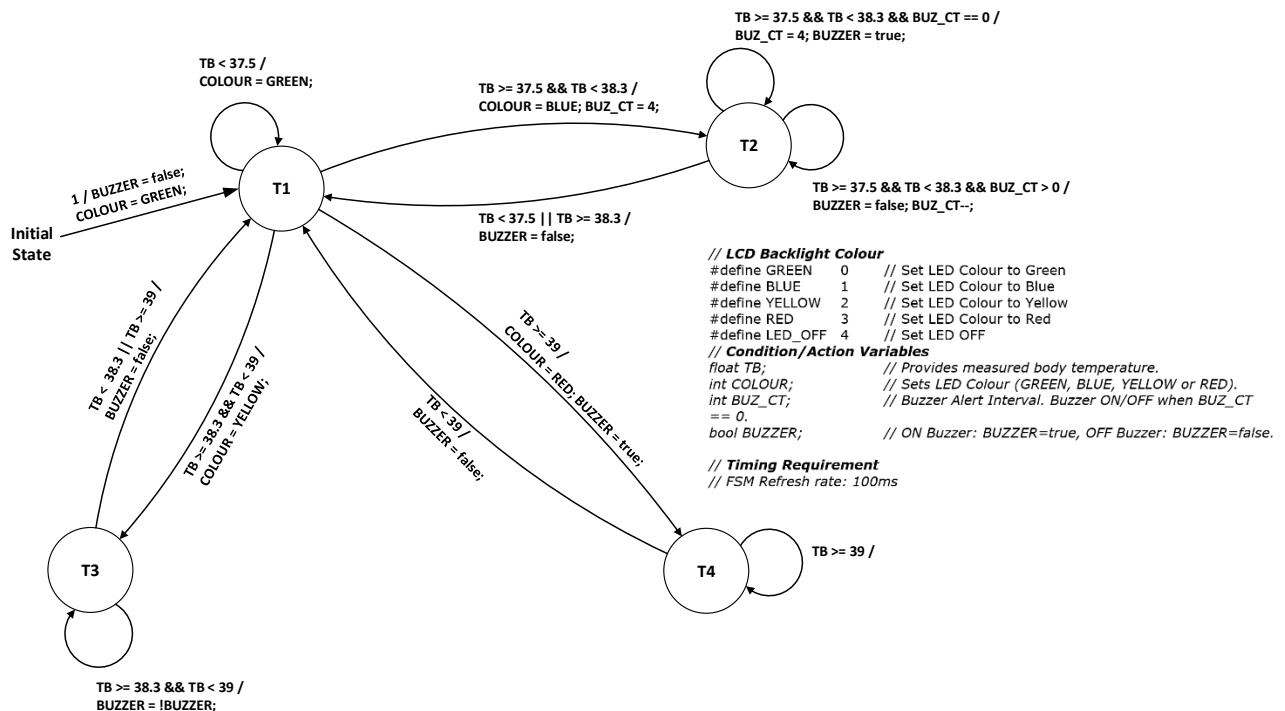 TB >= 37.5 && TB < 38.3 && BUZ_CT == 0 /
BUZ_CT = 4; BUZZER = true;
TB < 37.5 /
COLOUR = GREEN;
TB >= 37.5 && TB < 38.3 /
COLOUR = BLUE; BUZ_CT = 4;
T2
T1
1 / BUZZER = false;
COLOUR = GREEN;
Initial
State
TB >= 37.5 && TB < 38.3 && BUZ_CT > 0 /
BUZZER = false; BUZ_CT--;
TB < 37.5 || TB >= 38.3 /
BUZZER = false;
// LCD Backlight Colour
#define GREEN 0 // Set LED Colour to Green
#define BLUE 1 // Set LED Colour to Blue
#define YELLOW 2 // Set LED Colour to Yellow
#define RED 3 // Set LED Colour to Red
#define LED_OFF 4 // Set LED OFF
// Condition/Action Variables
float TB; // Provides measured body temperature.
int COLOUR; // Sets LED Colour (GREEN, BLUE, YELLOW or RED).
int BUZ_CT; // Buzzer Alert Interval. Buzzer ON/OFF when BUZ_CT
== 0.
bool BUZZER; // ON Buzzer: BUZZER=true, OFF Buzzer: BUZZER=false.
// Timing Requirement
// FSM Refresh rate: 100ms
TB < 38.3 || TB >= 39 /
BUZZER = false;
TB >= 38.3 && TB < 39 /
COLOUR = YELLOW;
TB >= 39 /
COLOUR = RED; BUZZER = true;
TB < 39 /
BUZZER = false;
T3
T4
TB >= 39 /
TB >= 38.3 && TB < 39 /
BUZZER = !BUZZER;